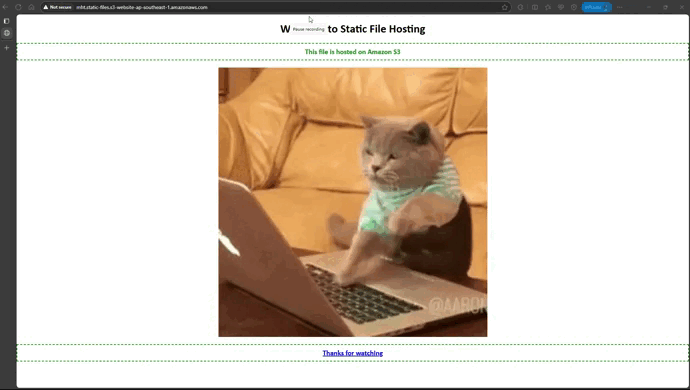 Not secure mht.static-files.s3-website-ap-southeast-1.amazonaws.com
to Static File Hosting
Pause recording
This file is hosted on Amazon S3
@AARON
Thanks for watching